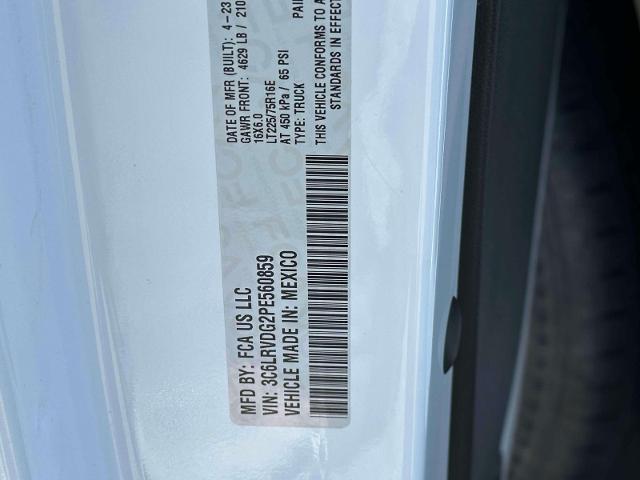 MFD BY: FCA US LLC
VIN: 3C6LRVDG2PE560859
VEHICLE MADE IN: MEXICO
DATE OF MFR (BUILT): 4-23
GAWR FRONT: 4629 LB / 210
16X6.0
LT225/75R16E
AT 450 kPa / 65 PSI
TYPE: TRUCK
PAI
THIS VEHICLE CONFORMS TO A
STANDARDS IN EFFECT